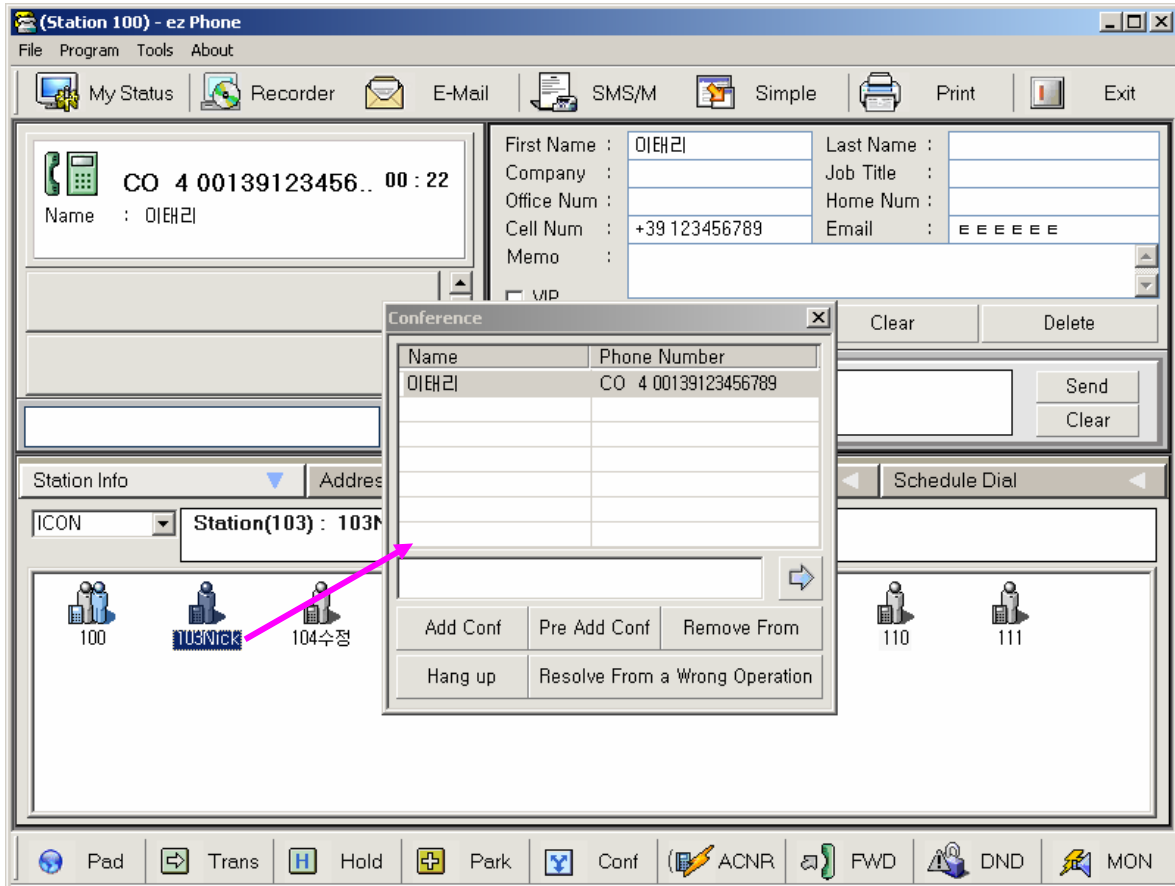 (Station 100) - ez Phone
File Program Tools About
My Status Recorder E-Mail SMS/M Simple Print Exit
CO 4 00139123456.. 00 : 22
Name : 이태리
First Name : 이태리 Last Name :
Company : Job Title :
Office Num : Home Num :
Cell Num : +39 123456789 Email : ㅌㅌㅌㅌㅌㅌ
Memo :
VIP
Clear Delete
Conference
Name Phone Number
이태리 CO 4 00139123456789
Send
Clear
Station Info Addres Schedule Dial
ICON Station(103) : 103N
100 103Nick 104수정 110 111
Add Conf Pre Add Conf Remove From
Hang up Resolve From a Wrong Operation
Pad Trans H Hold Park Conf ACNR FWD DND MON